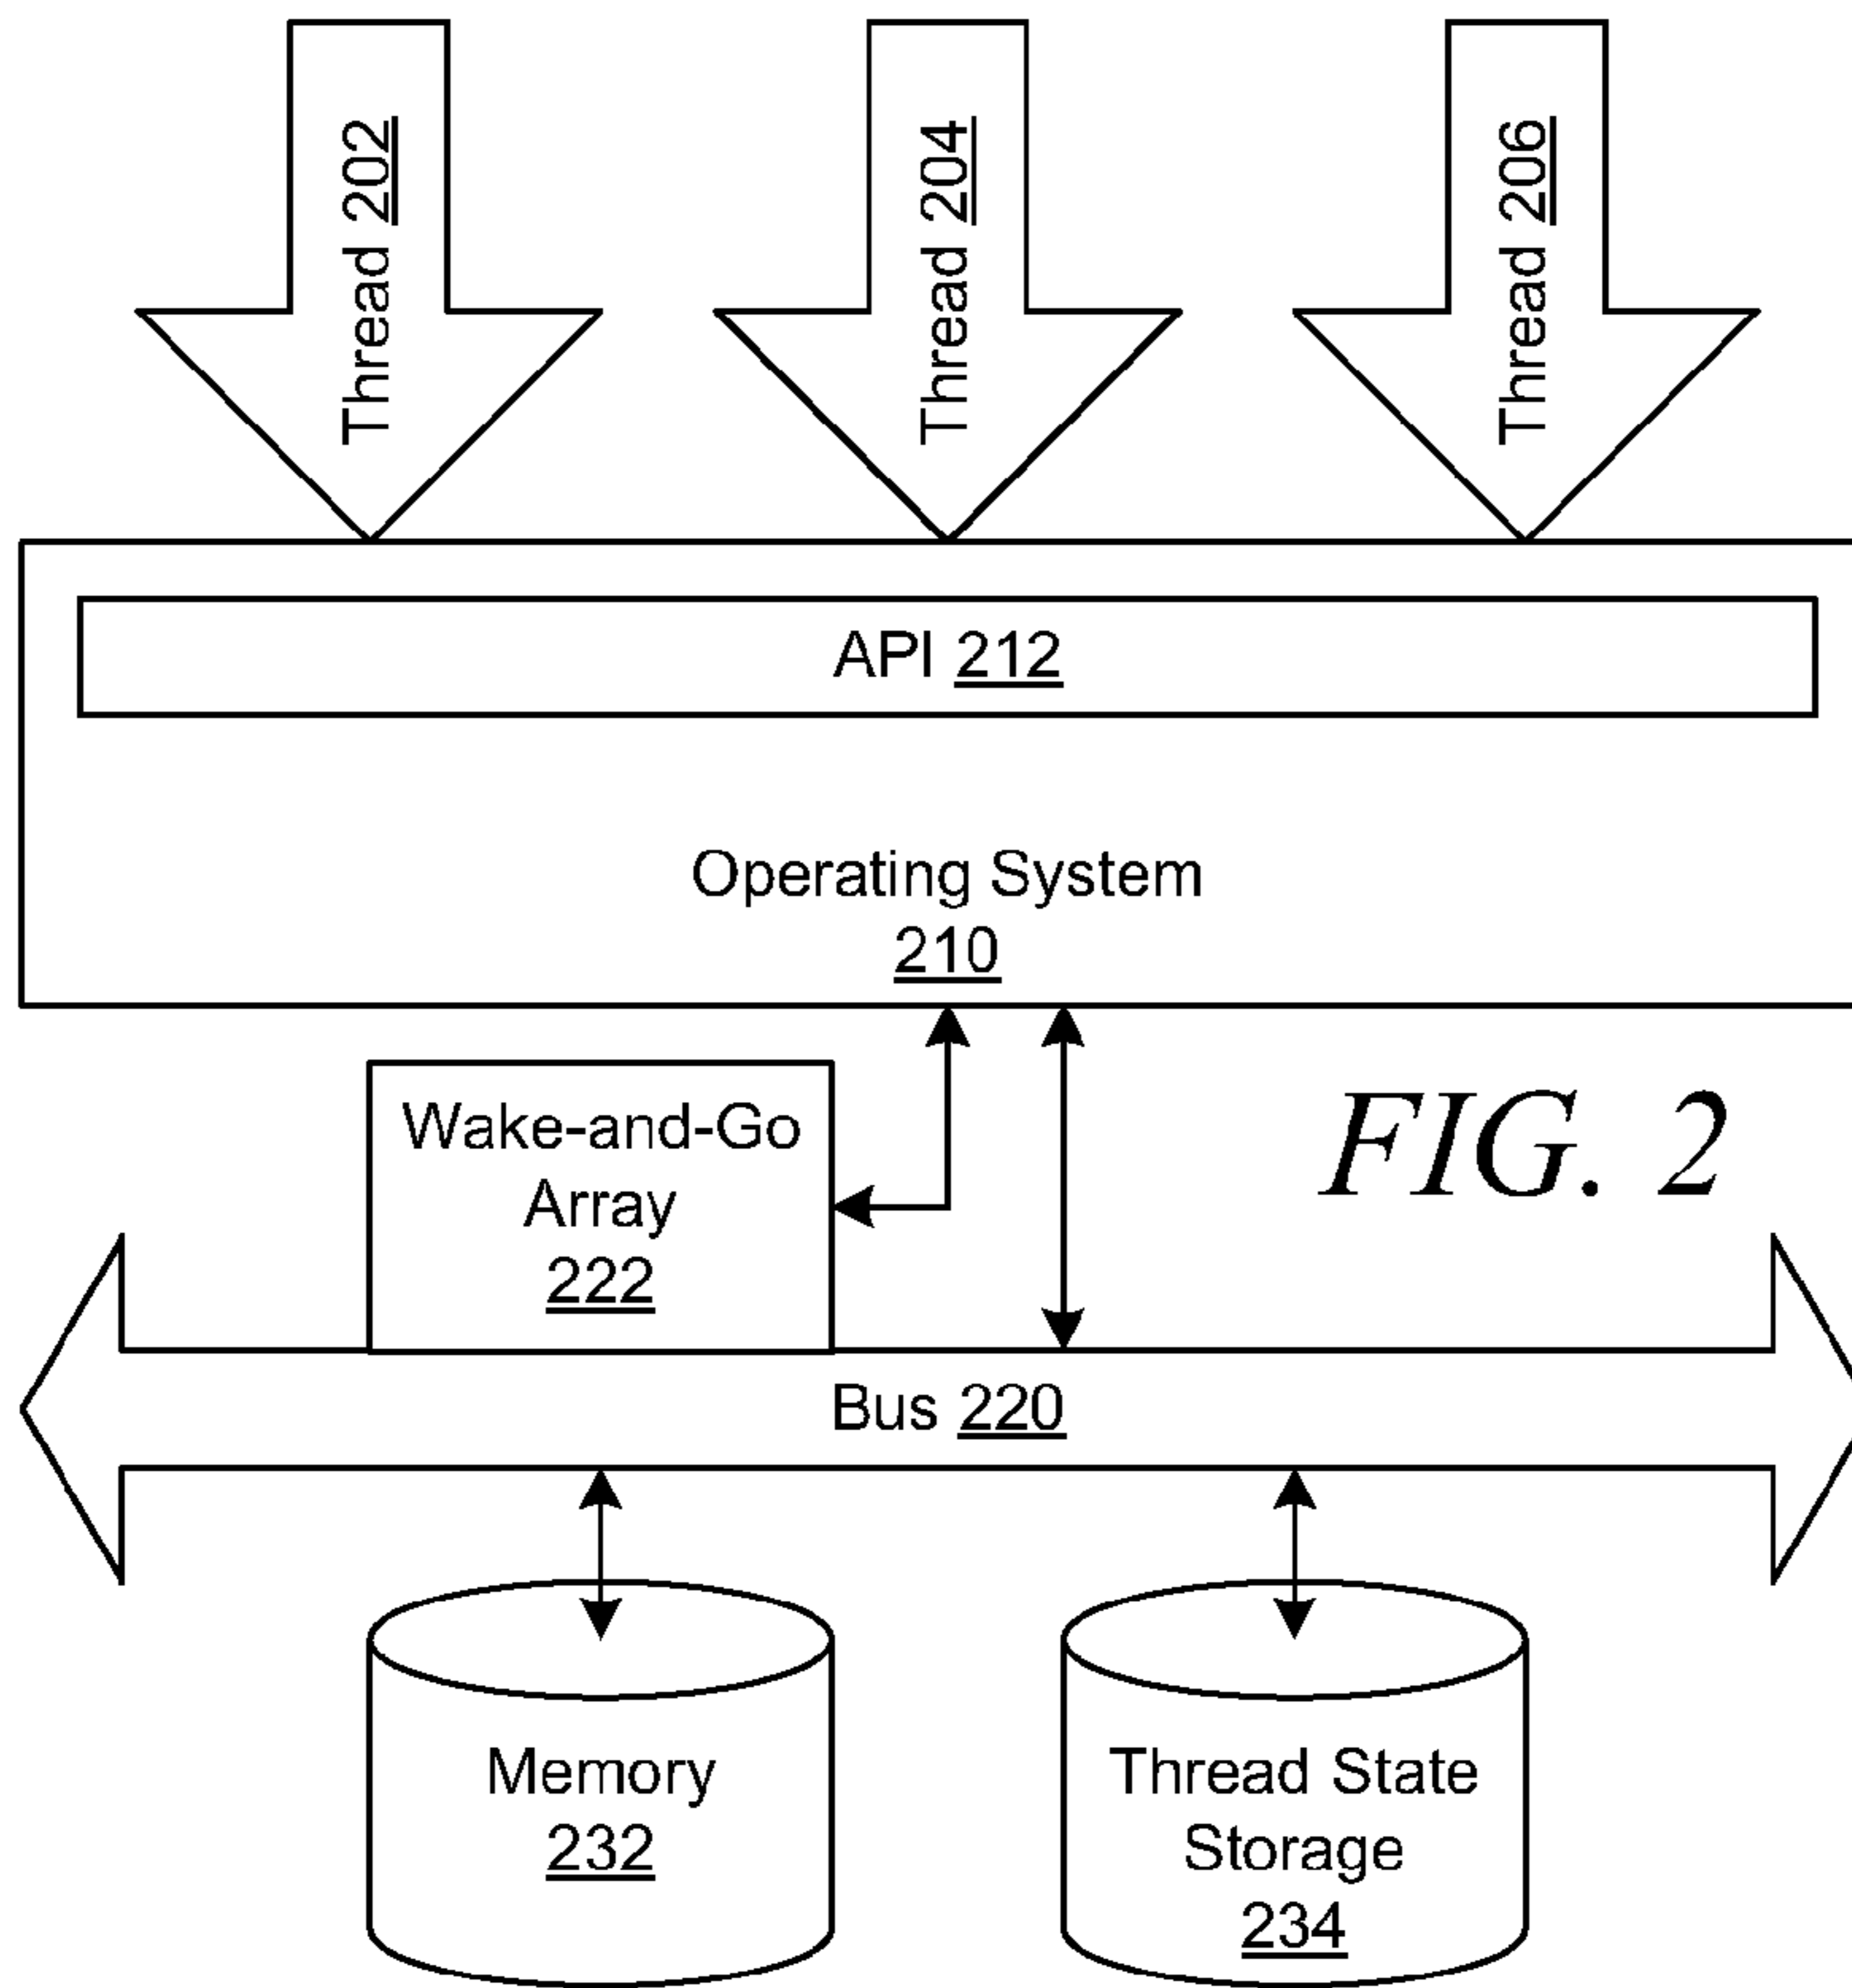 Thread 202
Thread 204
Thread 206
API 212
Operating System
210
Wake-and-Go
Array
222
FIG. 2
Bus 220
Memory
232
Thread State
Storage
234